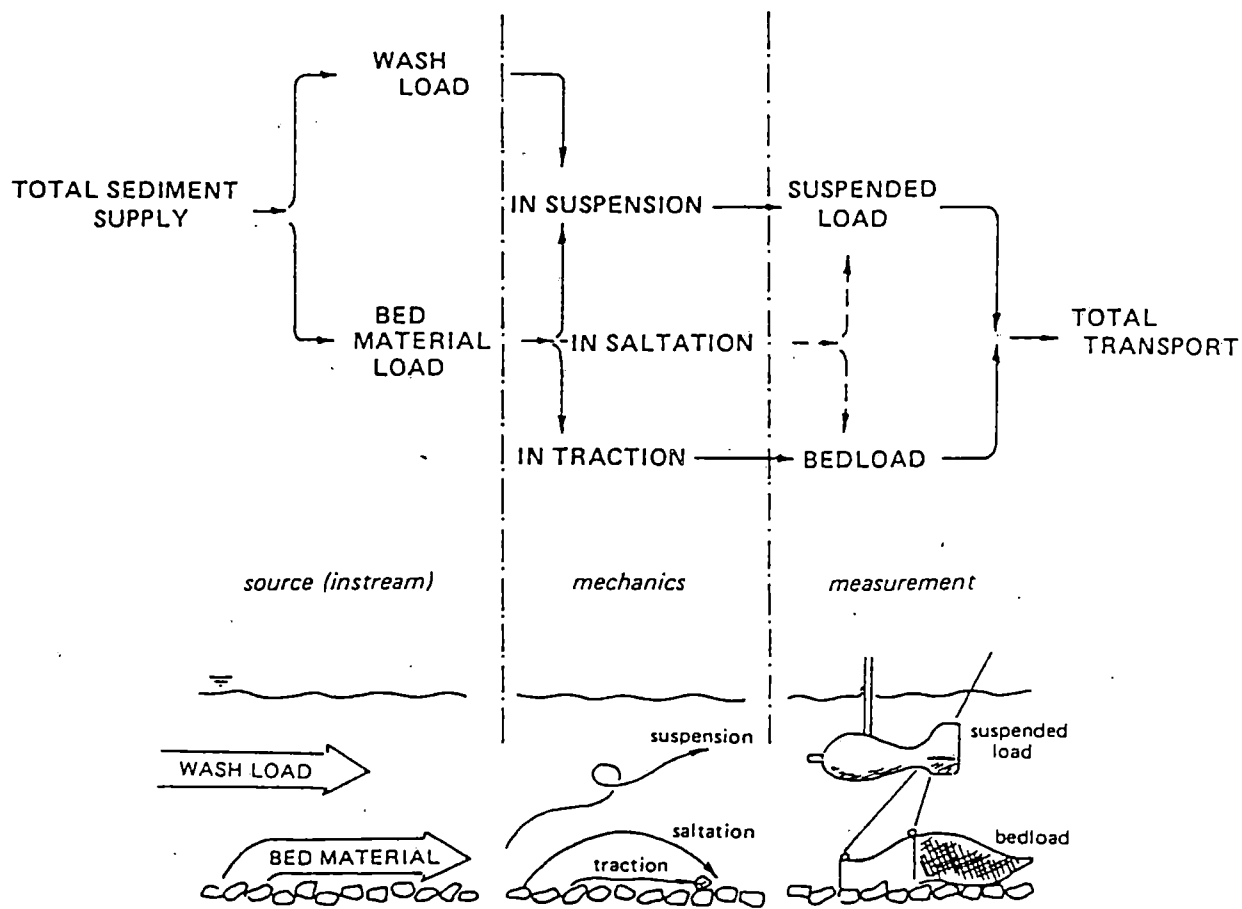 WASH
LOAD
TOTAL SEDIMENT
SUPPLY
IN SUSPENSION
SUSPENDED
LOAD
BED
MATERIAL
LOAD
IN SALTATION
TOTAL
TRANSPORT
IN TRACTION
BEDLOAD
source (instream)
mechanics
measurement
WASH LOAD
BED MATERIAL
suspension
saltation
traction
suspended
load
bedload